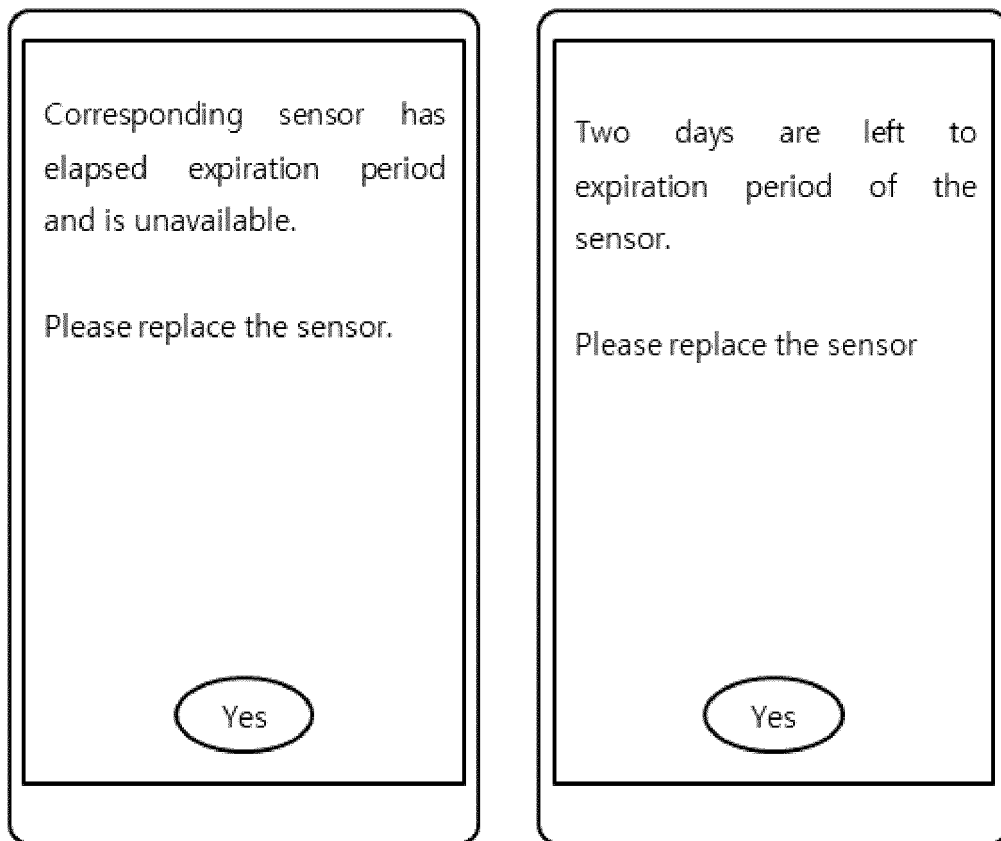 Corresponding sensor has
elapsed expiration period
and is unavailable.
Please replace the sensor.
Yes
Two days are left to
expiration period of the
sensor.
Please replace the sensor
Yes